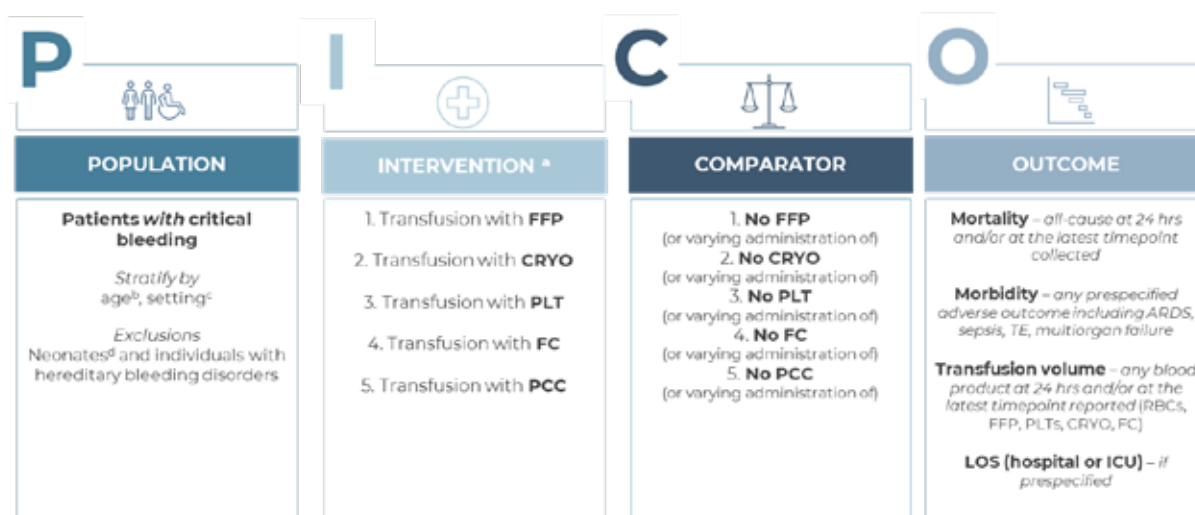 P
POPULATION
Patients with critical
bleeding
Stratify by
ageᵇ, settingᶜ
Exclusions
Neonatesᵈ and individuals with
hereditary bleeding disorders
I
INTERVENTION ᵃ
1. Transfusion with FFP
2. Transfusion with CRYO
3. Transfusion with PLT
4. Transfusion with FC
5. Transfusion with PCC
C
COMPARATOR
1. No FFP
(or varying administration of)
2. No CRYO
(or varying administration of)
3. No PLT
(or varying administration of)
4. No FC
(or varying administration of)
5. No PCC
(or varying administration of)
O
OUTCOME
Mortality – all-cause at 24 hrs
and/or at the latest timepoint
collected
Morbidity – any prespecified
adverse outcome including ARDS,
sepsis, TE, multiorgan failure
Transfusion volume – any blood
product at 24 hrs and/or at the
latest timepoint reported (RBCs,
FFP, PLTs, CRYO, FC)
LOS (hospital or ICU) – if
prespecified